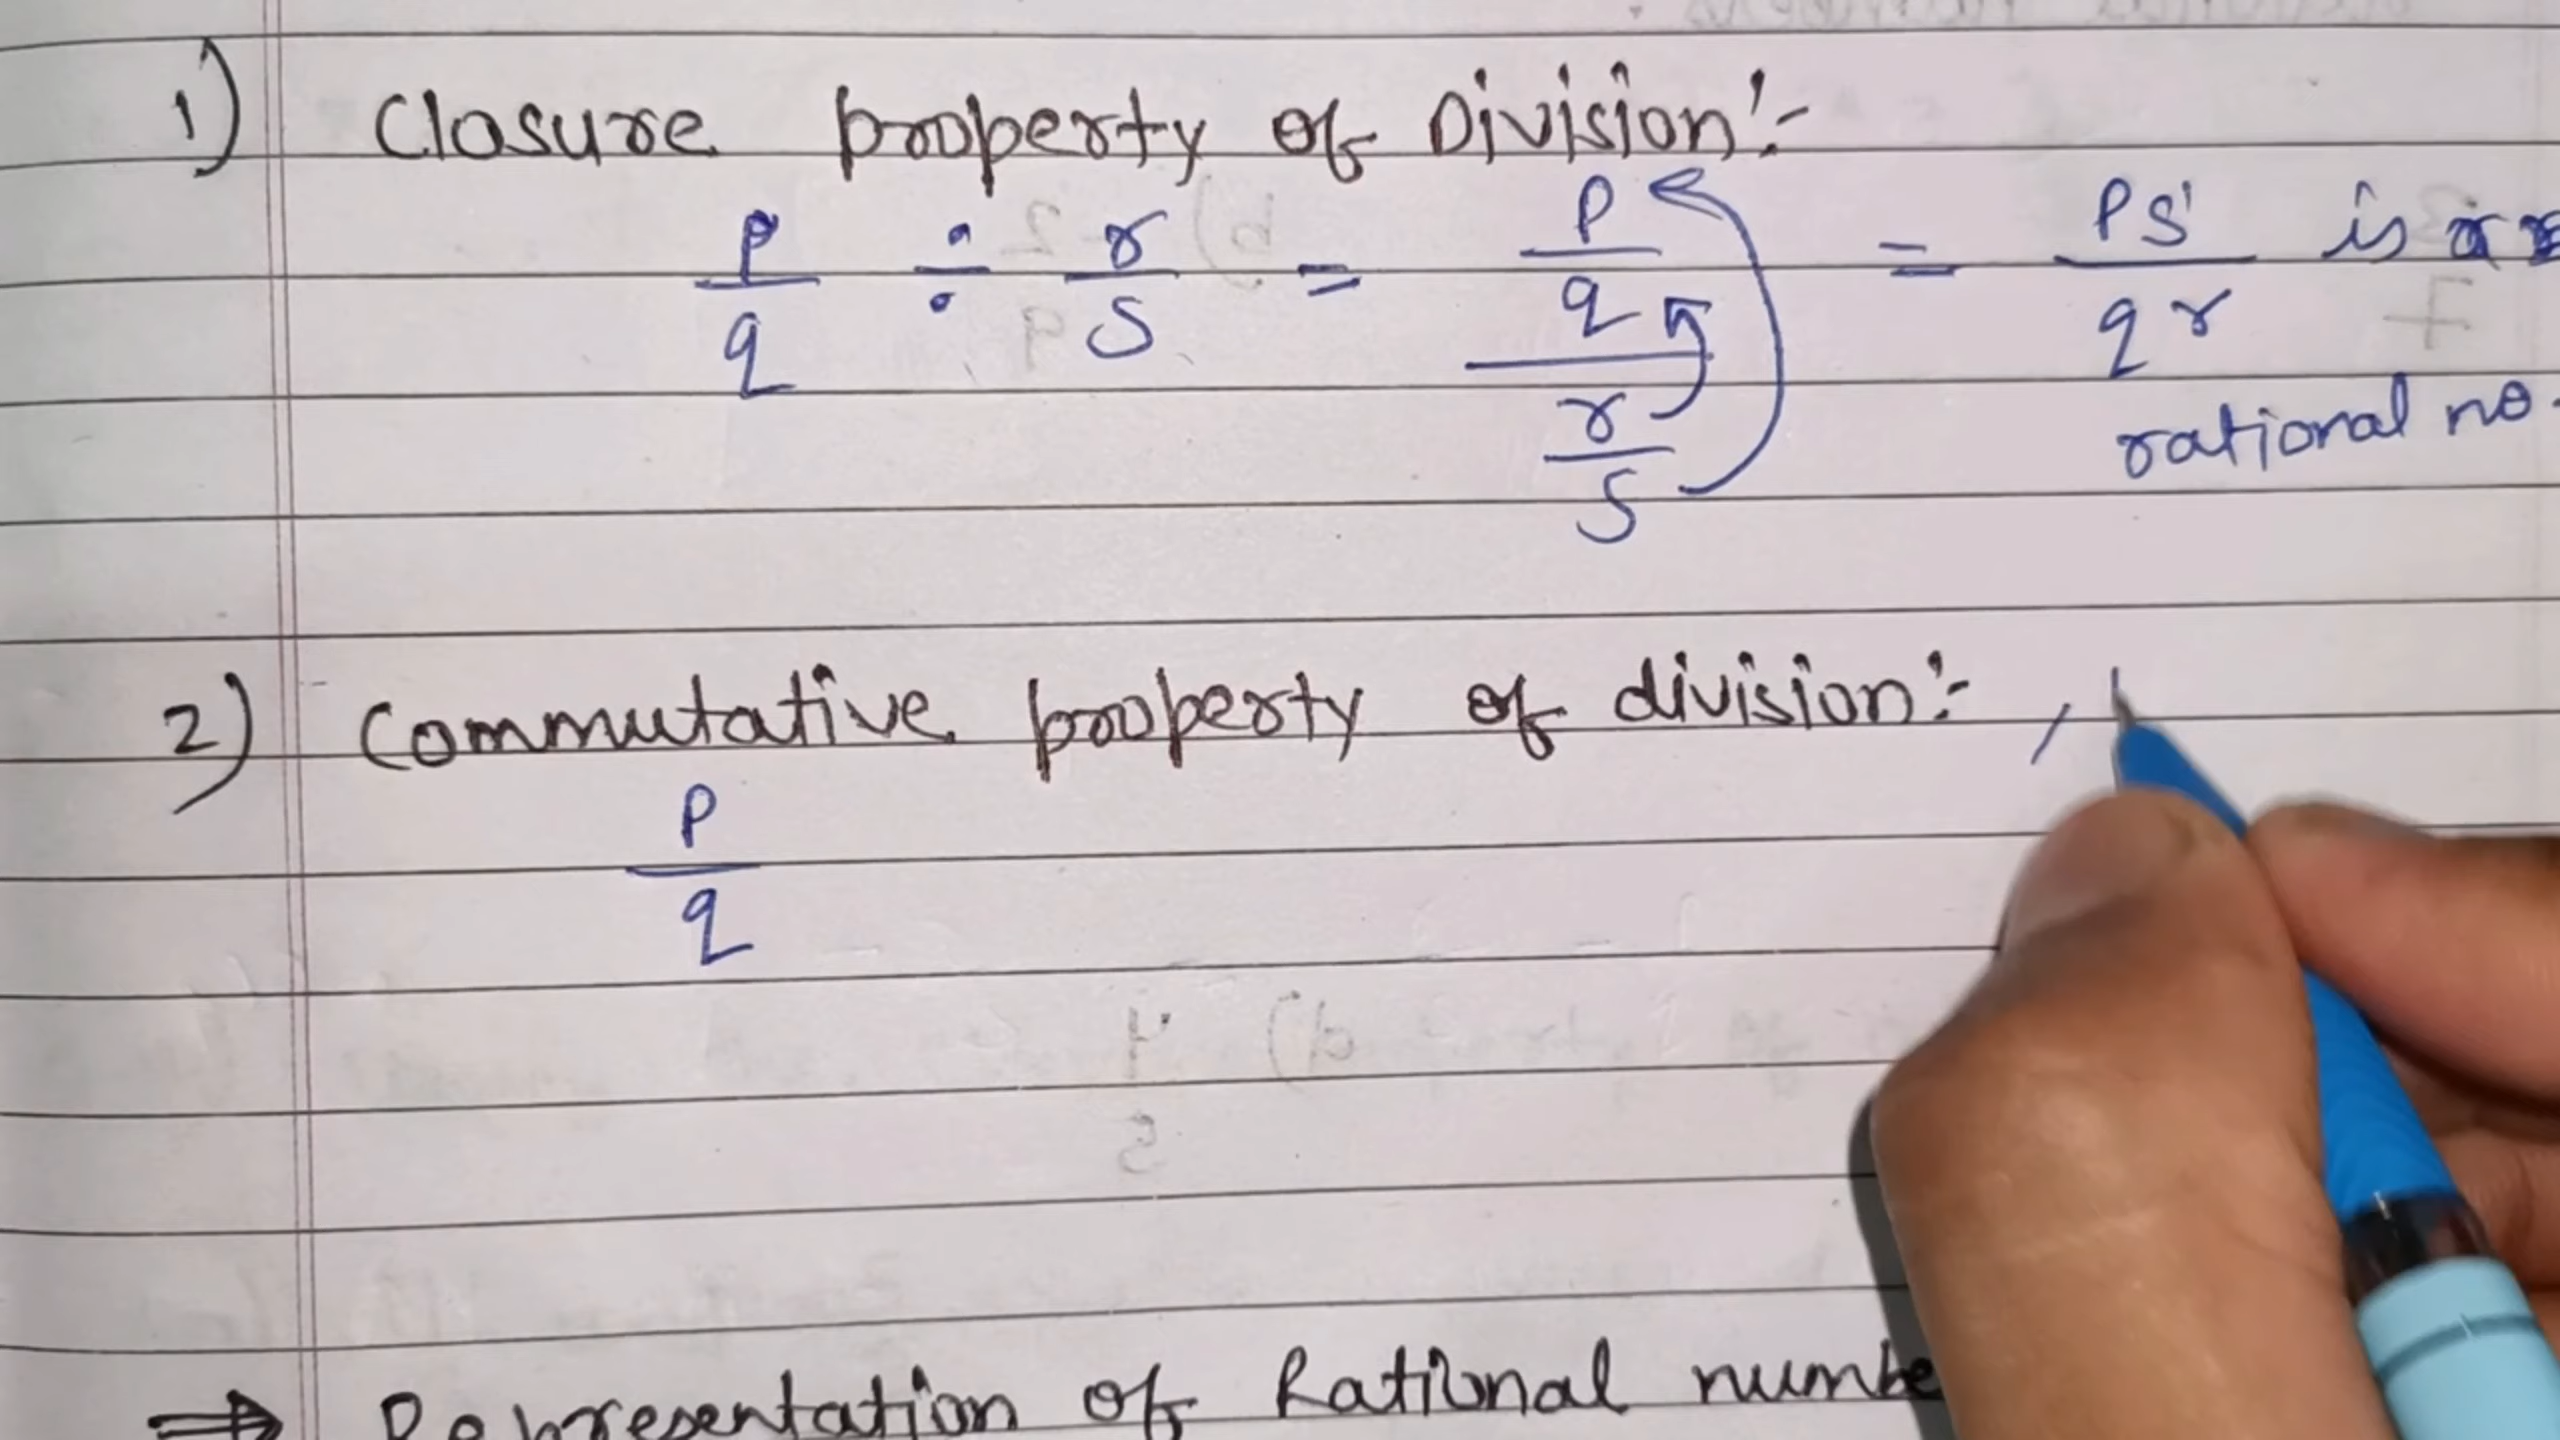 1) Closure property of Division:-
p/q ÷ r/s = p/q / r/s = ps/qr is a
rational no.
2) Commutative property of division:-
p/q
⇒ Representation of Rational numbe